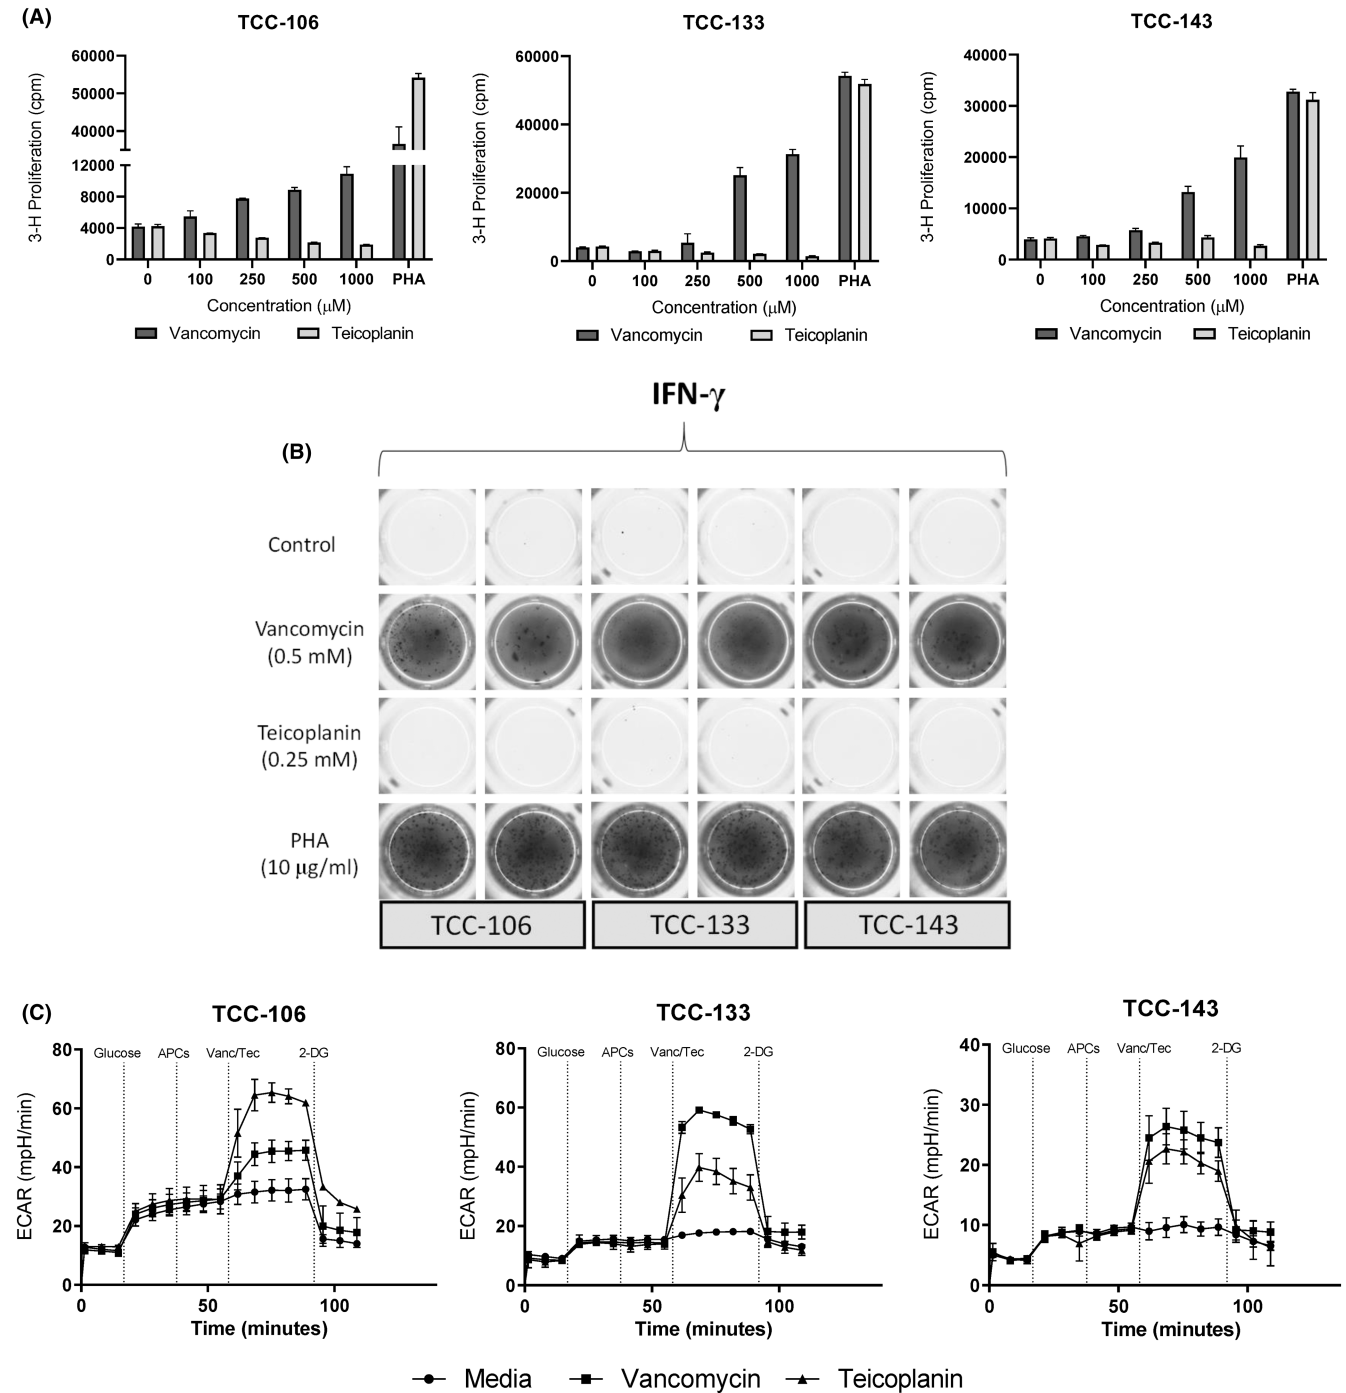 (A)
TCC-106
3-H Proliferation (cpm)
60000
50000
40000
12000
8000
4000
0
0 100 250 500 1000 PHA
Concentration (μM)
Vancomycin Teicoplanin
TCC-133
3-H Proliferation (cpm)
60000
40000
20000
0
0 100 250 500 1000 PHA
Concentration (μM)
Vancomycin Teicoplanin
TCC-143
3-H Proliferation (cpm)
40000
30000
20000
10000
0
0 100 250 500 1000 PHA
Concentration (μM)
Vancomycin Teicoplanin
IFN-γ
(B)
Control
Vancomycin
(0.5 mM)
Teicoplanin
(0.25 mM)
PHA
(10 μg/ml)
TCC-106 TCC-133 TCC-143
(C)
TCC-106
ECAR (mpH/min)
Glucose APCs Vanc/Tec 2-DG
80
60
40
20
0
0 50 100
Time (minutes)
TCC-133
ECAR (mpH/min)
Glucose APCs Vanc/Tec 2-DG
80
60
40
20
0
0 50 100
Time (minutes)
TCC-143
ECAR (mpH/min)
Glucose APCs Vanc/Tec 2-DG
40
30
20
10
0
0 50 100
Time (minutes)
Media Vancomycin Teicoplanin